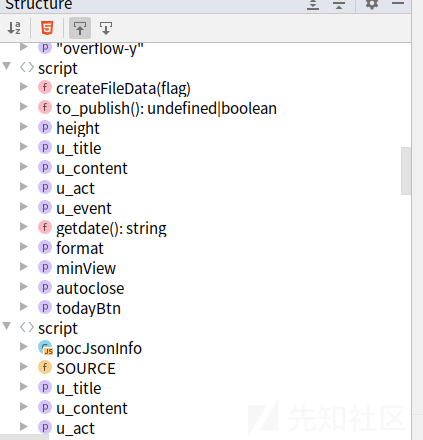 Structure
"overflow-y"
script
createFileData(flag)
to_publish(): undefined|boolean
height
u_title
u_content
u_act
u_event
getdate(): string
format
minView
autoclose
todayBtn
script
pocJsonInfo
SOURCE
u_title
u_content
u_act
先知社区